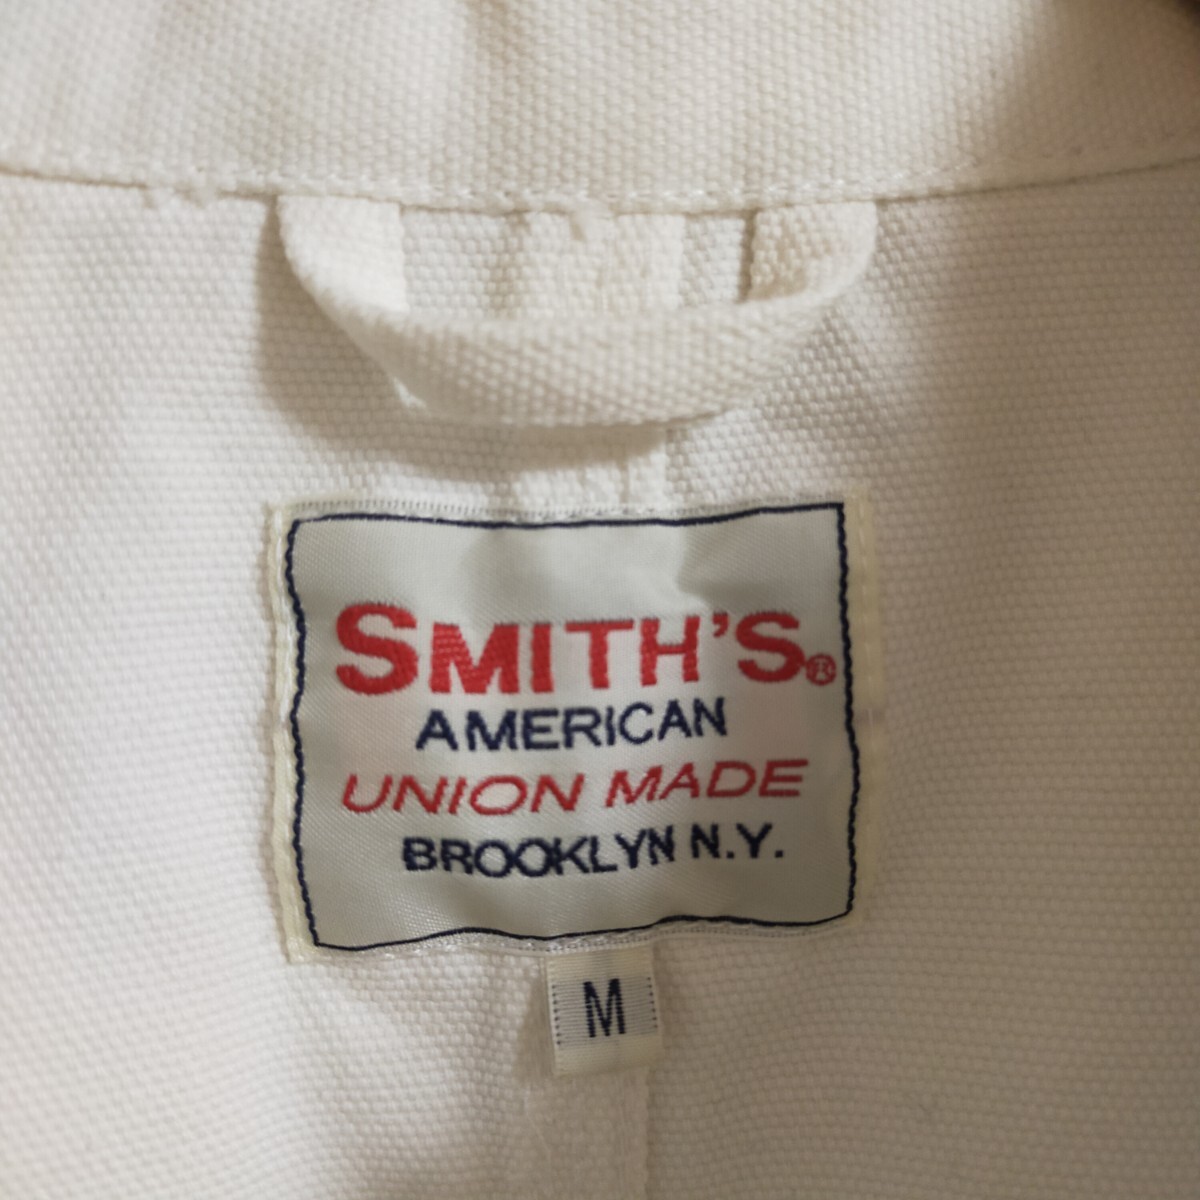 SMITH'S®
AMERICAN
UNION MADE
BROOKLYN N.Y.
M